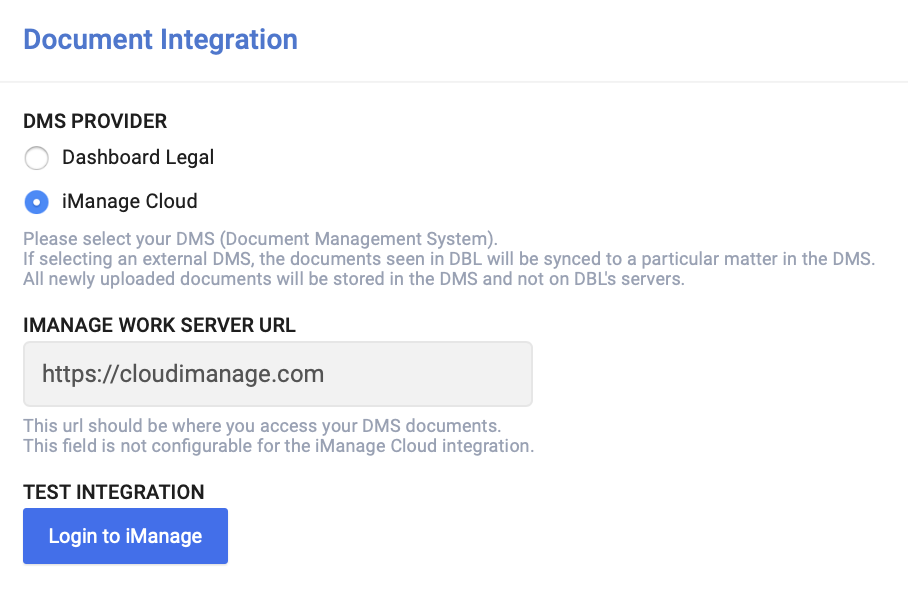 Document Integration
DMS PROVIDER
Dashboard Legal
iManage Cloud
Please select your DMS (Document Management System).
If selecting an external DMS, the documents seen in DBL will be synced to a particular matter in the DMS.
All newly uploaded documents will be stored in the DMS and not on DBL's servers.
IMANAGE WORK SERVER URL
https://cloudimanage.com
This url should be where you access your DMS documents.
This field is not configurable for the iManage Cloud integration.
TEST INTEGRATION
Login to iManage